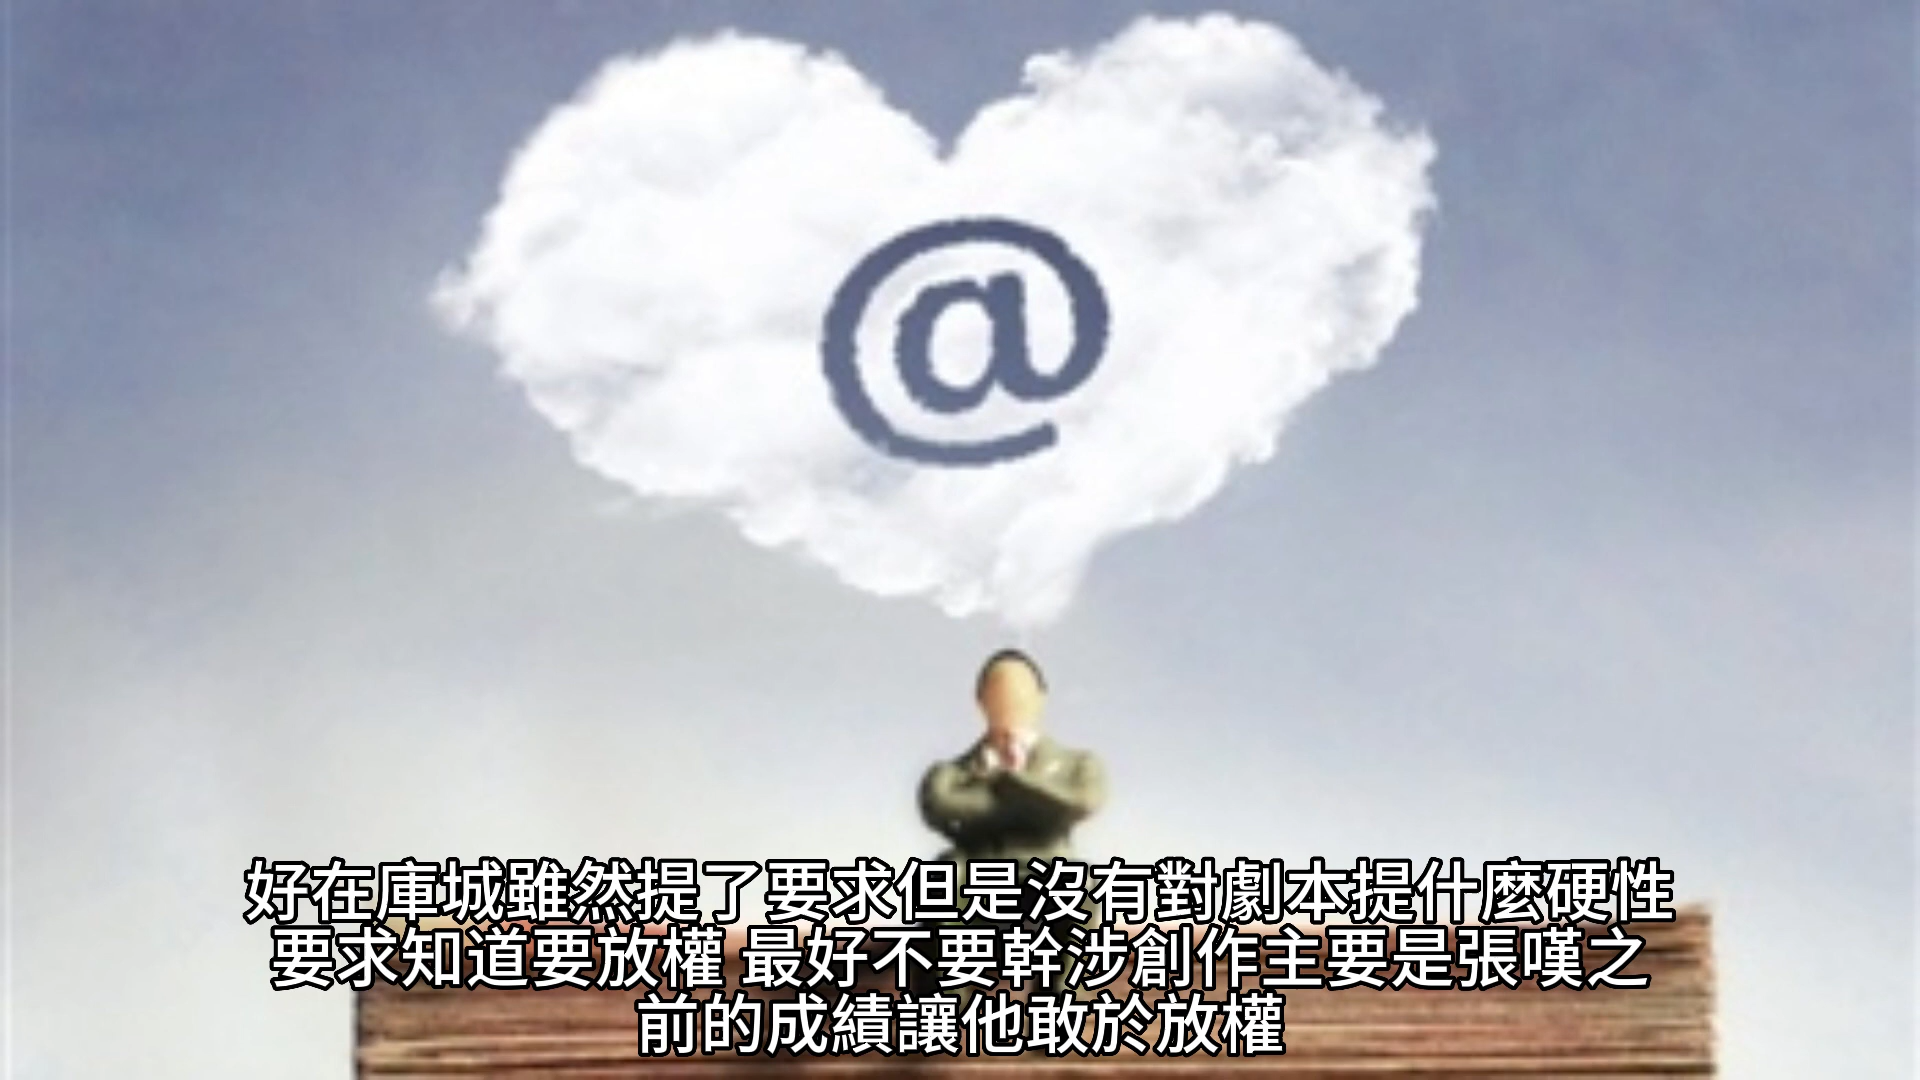 @
好在庫城雖然提了要求但是沒有對劇本提什麼硬性
要求知道要放權 最好不要幹涉創作主要是張嘆之
前的成績讓他敢於放權